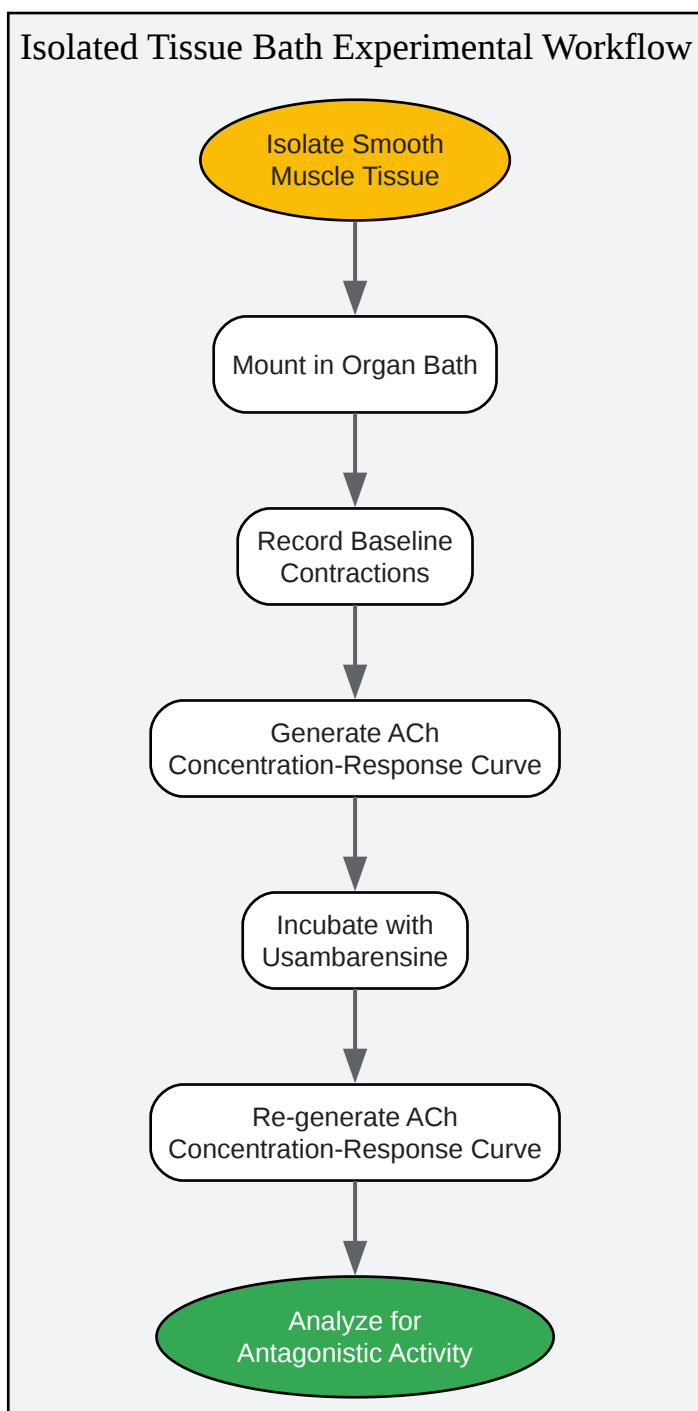 Isolated Tissue Bath Experimental Workflow
Isolate Smooth
Muscle Tissue
Mount in Organ Bath
Record Baseline
Contractions
Generate ACh
Concentration-Response Curve
Incubate with
Usambarensine
Re-generate ACh
Concentration-Response Curve
Analyze for
Antagonistic Activity